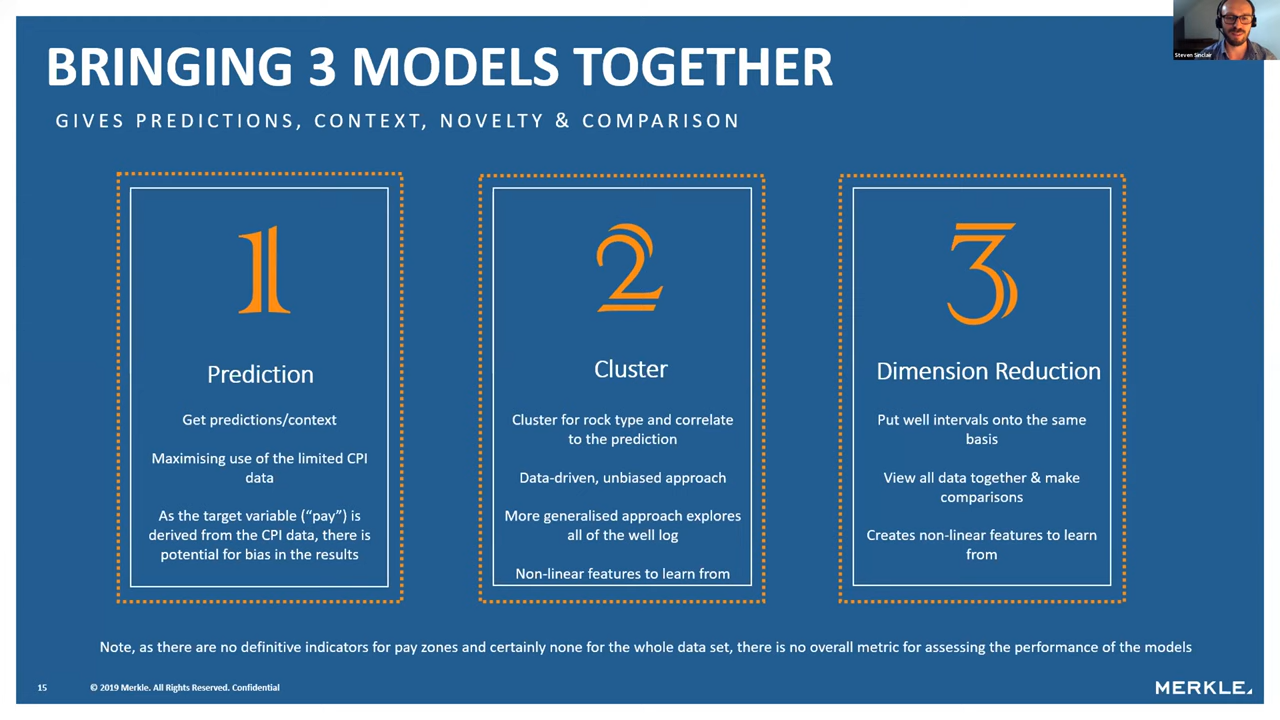 Steven Sinclair
BRINGING 3 MODELS TOGETHER
GIVES PREDICTIONS, CONTEXT, NOVELTY & COMPARISON
1
Prediction
Get predictions/context
Maximising use of the limited CPI
data
As the target variable (“pay”) is
derived from the CPI data, there is
potential for bias in the results
2
Cluster
Cluster for rock type and correlate
to the prediction
Data-driven, unbiased approach
More generalised approach explores
all of the well log
Non-linear features to learn from
3
Dimension Reduction
Put well intervals onto the same
basis
View all data together & make
comparisons
Creates non-linear features to learn
from
Note, as there are no definitive indicators for pay zones and certainly none for the whole data set, there is no overall metric for assessing the performance of the models
15
© 2019 Merkle. All Rights Reserved. Confidential
MERKLE